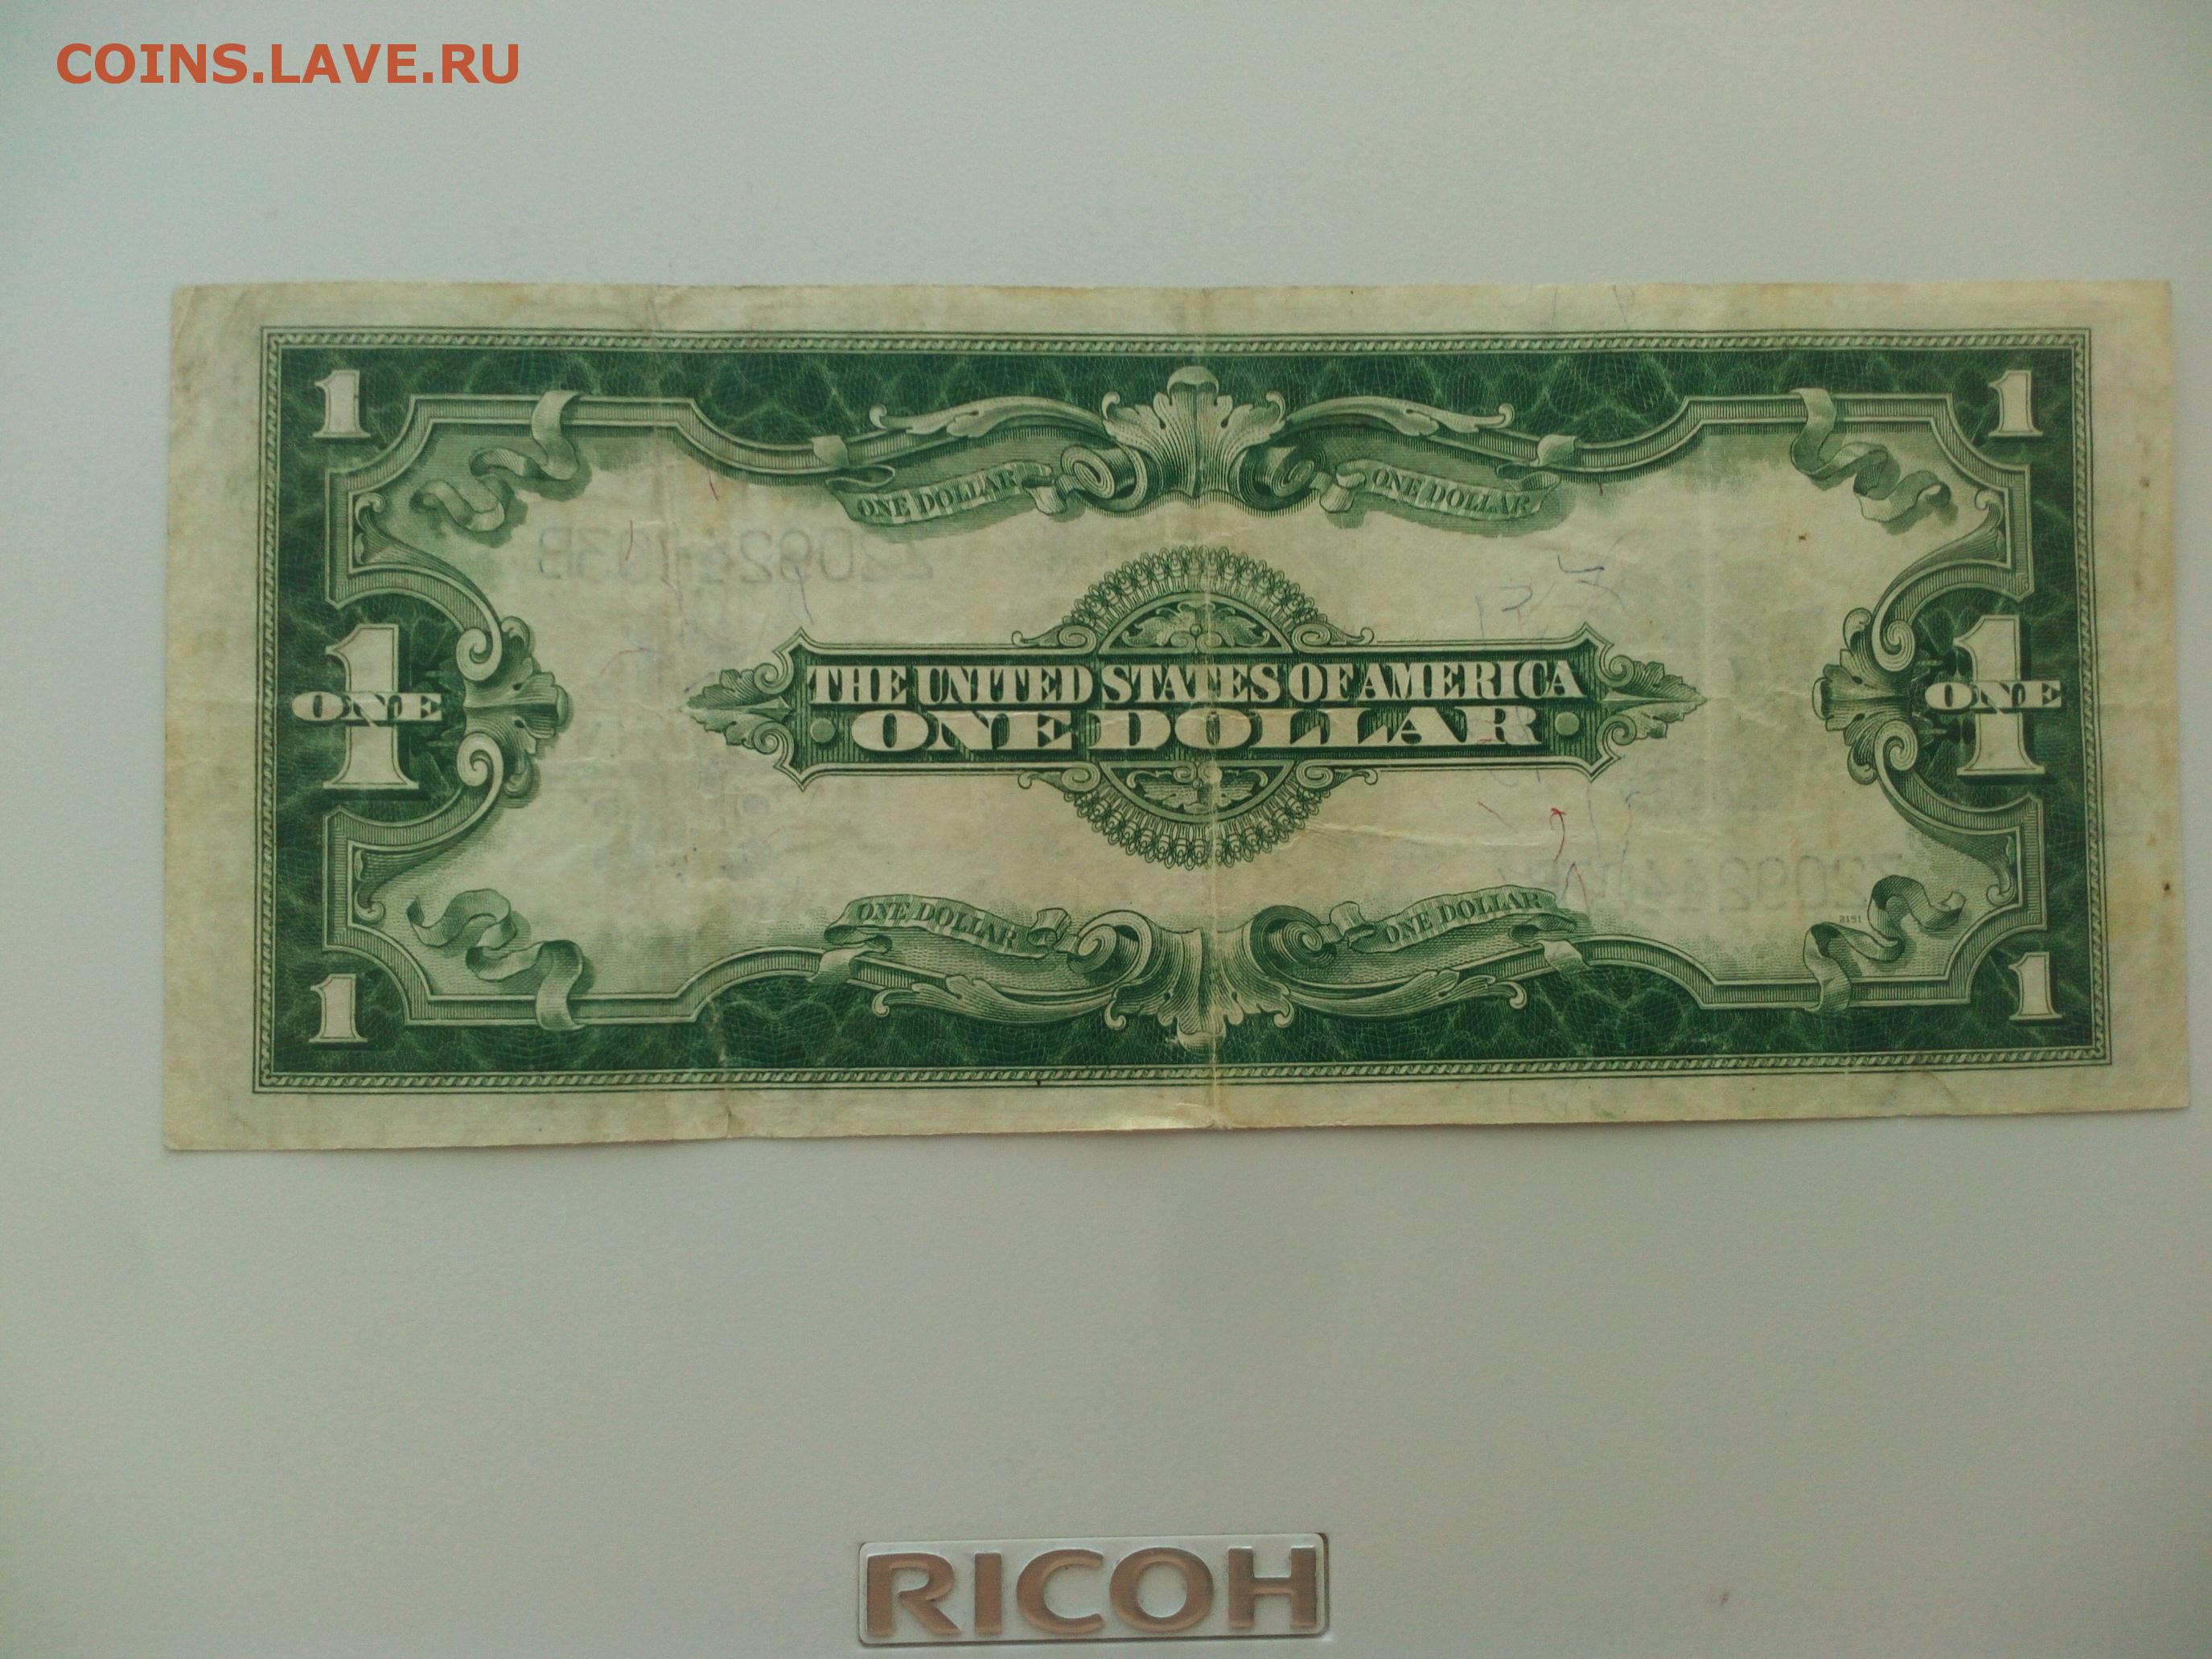 COINS.LAVE.RU
1 1
ONE DOLLAR ONE DOLLAR
THE UNITED STATES OF AMERICA
1 ONE ONE DOLLAR 1 ONE
ONE DOLLAR ONE DOLLAR
2151
1 1
RICOH